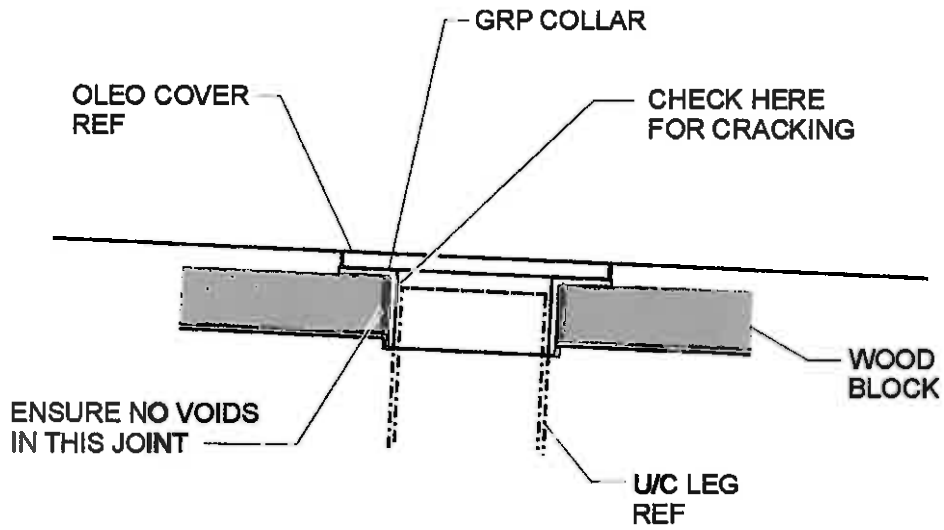 GRP COLLAR
OLEO COVER
REF
CHECK HERE
FOR CRACKING
WOOD
BLOCK
ENSURE NO VOIDS
IN THIS JOINT
U/C LEG
REF